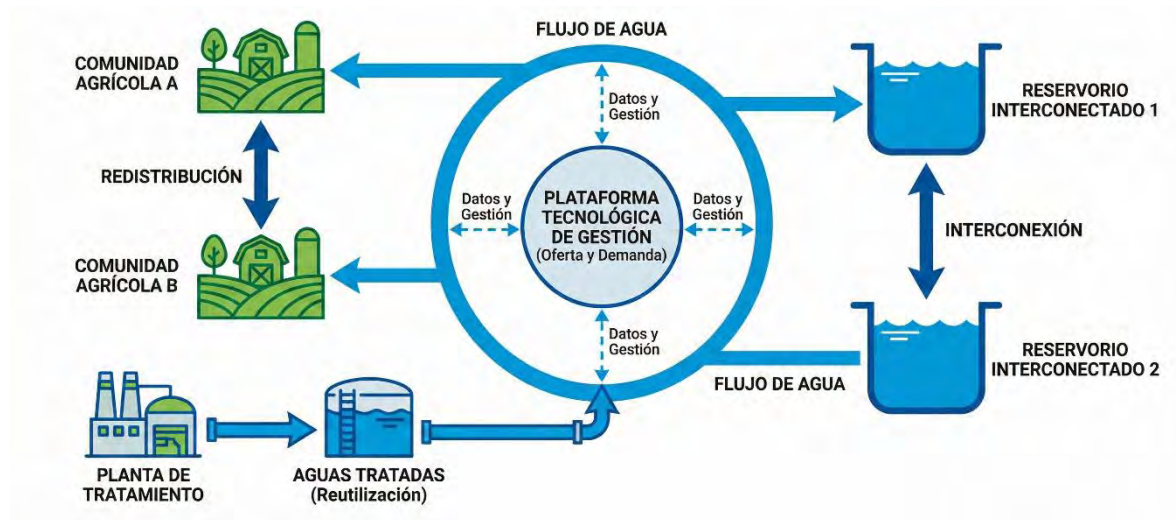 FLUJO DE AGUA
COMUNIDAD
AGRÍCOLA A
REDISTRIBUCIÓN
COMUNIDAD
AGRÍCOLA B
Datos y
Gestión
Datos y
Gestión
PLATAFORMA
TECNOLÓGICA
DE GESTIÓN
(Oferta y Demanda)
Datos y
Gestión
Datos y
Gestión
RESERVORIO
INTERCONECTADO 1
INTERCONEXIÓN
RESERVORIO
INTERCONECTADO 2
FLUJO DE AGUA
PLANTA DE
TRATAMIENTO
AGUAS TRATADAS
(Reutilización)